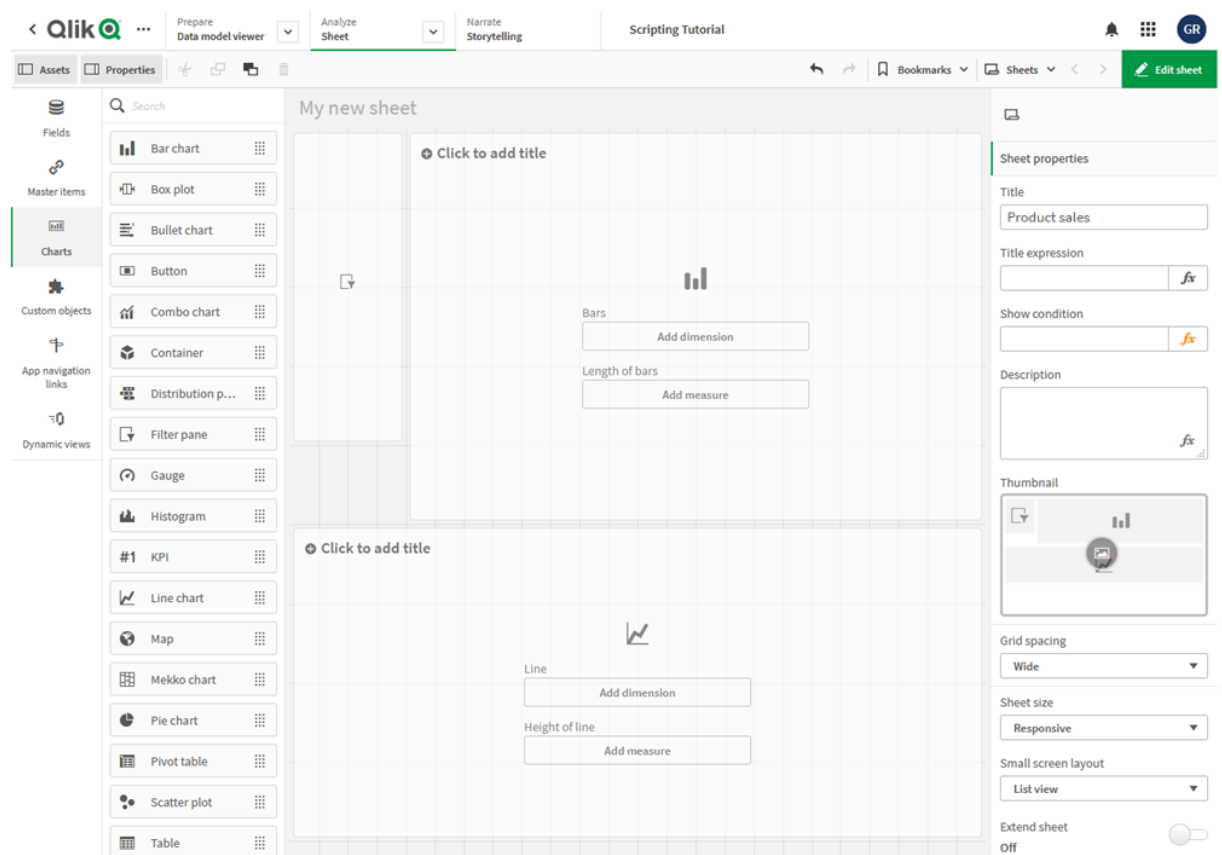 Qlik
Prepare
Data model viewer
Analyze
Sheet
Narrate
Storytelling
Scripting Tutorial
GR
Assets
Properties
Bookmarks
Sheets
Edit sheet
Fields
Master items
Charts
Custom objects
App navigation
links
Dynamic views
Search
Bar chart
Box plot
Bullet chart
Button
Combo chart
Container
Distribution p...
Filter pane
Gauge
Histogram
#1 KPI
Line chart
Map
Mekko chart
Pie chart
Pivot table
Scatter plot
Table
My new sheet
Click to add title
Bars
Add dimension
Length of bars
Add measure
Click to add title
Line
Add dimension
Height of line
Add measure
Sheet properties
Title
Product sales
Title expression
fx
Show condition
fx
Description
fx
Thumbnail
Grid spacing
Wide
Sheet size
Responsive
Small screen layout
List view
Extend sheet
Off